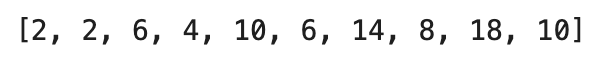 [2, 2, 6, 4, 10, 6, 14, 8, 18, 10]